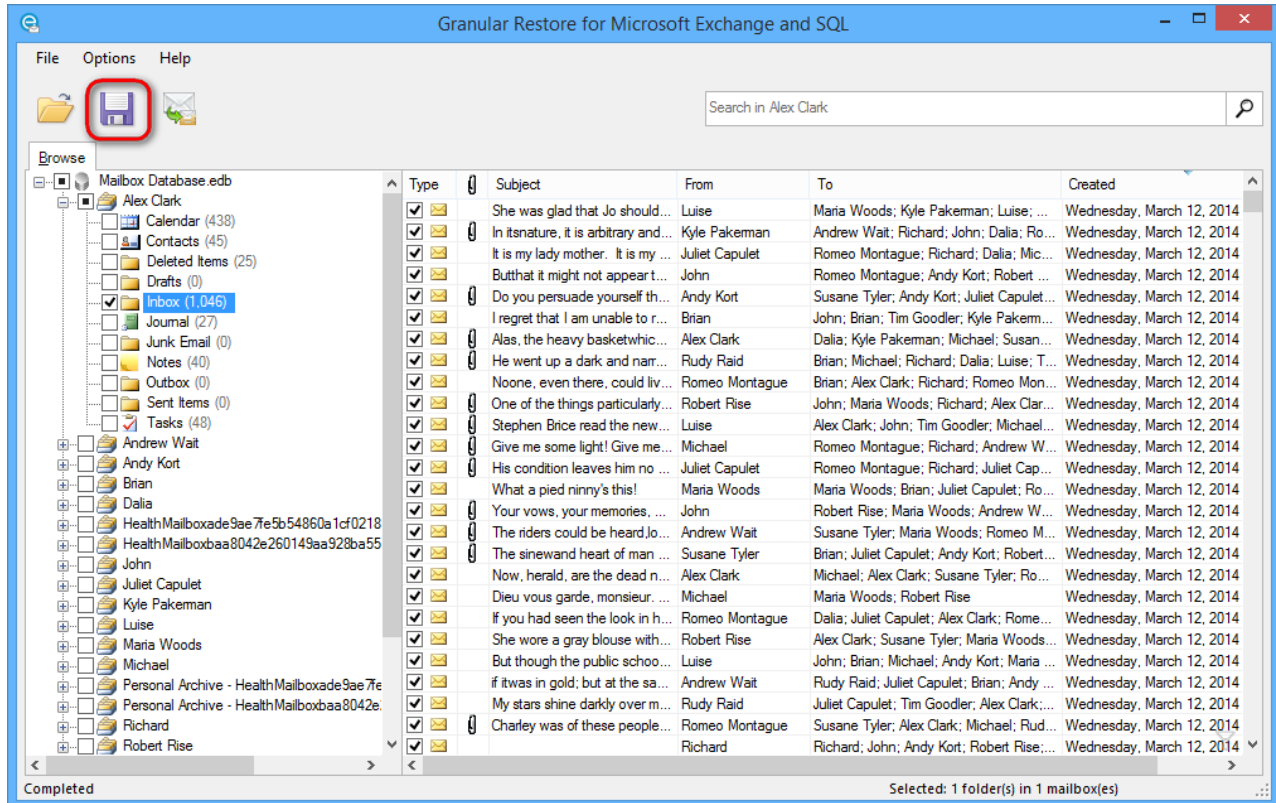 Granular Restore for Microsoft Exchange and SQL
File Options Help
Search in Alex Clark
Browse
Mailbox Database.edb
Alex Clark
Calendar (438)
Contacts (45)
Deleted Items (25)
Drafts (0)
Inbox (1,046)
Journal (27)
Junk Email (0)
Notes (40)
Outbox (0)
Sent Items (0)
Tasks (48)
Andrew Wait
Andy Kort
Brian
Dalia
HealthMailboxade9ae7fe5b54860a1cf0218
HealthMailboxbaa8042e260149aa928ba55
John
Juliet Capulet
Kyle Pakerman
Luise
Maria Woods
Michael
Personal Archive - HealthMailboxade9ae7fe
Personal Archive - HealthMailboxbaa8042e
Richard
Robert Rise
Type Subject From To Created
She was glad that Jo should... Luise Maria Woods; Kyle Pakerman; Luise; ... Wednesday, March 12, 2014
In itsnature, it is arbitrary and... Kyle Pakerman Andrew Wait; Richard; John; Dalia; Ro... Wednesday, March 12, 2014
It is my lady mother. It is my ... Juliet Capulet Romeo Montague; Richard; Dalia; Mic... Wednesday, March 12, 2014
Butthat it might not appear t... John Romeo Montague; Andy Kort; Robert ... Wednesday, March 12, 2014
Do you persuade yourself th... Andy Kort Susane Tyler; Andy Kort; Juliet Capulet... Wednesday, March 12, 2014
I regret that I am unable to r... Brian John; Brian; Tim Goodler; Kyle Pakerm... Wednesday, March 12, 2014
Alas, the heavy basketwhic... Alex Clark Dalia; Kyle Pakerman; Michael; Susan... Wednesday, March 12, 2014
He went up a dark and narr... Rudy Raid Brian; Michael; Richard; Dalia; Luise; T... Wednesday, March 12, 2014
Noone, even there, could liv... Romeo Montague Brian; Alex Clark; Richard; Romeo Mon... Wednesday, March 12, 2014
One of the things particularly... Robert Rise John; Maria Woods; Richard; Alex Clar... Wednesday, March 12, 2014
Stephen Brice read the new... Luise Alex Clark; John; Tim Goodler; Michael... Wednesday, March 12, 2014
Give me some light! Give me... Michael Romeo Montague; Richard; Andrew W... Wednesday, March 12, 2014
His condition leaves him no ... Juliet Capulet Romeo Montague; Richard; Juliet Cap... Wednesday, March 12, 2014
What a pied ninny's this! Maria Woods Maria Woods; Brian; Juliet Capulet; Ro... Wednesday, March 12, 2014
Your vows, your memories, ... John Robert Rise; Maria Woods; Andrew W... Wednesday, March 12, 2014
The riders could be heard,lo... Andrew Wait Susane Tyler; Maria Woods; Romeo M... Wednesday, March 12, 2014
The sinewand heart of man ... Susane Tyler Brian; Juliet Capulet; Andy Kort; Robert... Wednesday, March 12, 2014
Now, herald, are the dead n... Alex Clark Michael; Alex Clark; Susane Tyler; Ro... Wednesday, March 12, 2014
Dieu vous garde, monsieur. ... Michael Maria Woods; Robert Rise Wednesday, March 12, 2014
If you had seen the look in h... Romeo Montague Dalia; Juliet Capulet; Alex Clark; Rome... Wednesday, March 12, 2014
She wore a gray blouse with... Robert Rise Alex Clark; Susane Tyler; Maria Woods... Wednesday, March 12, 2014
But though the public schoo... Luise John; Brian; Michael; Andy Kort; Maria ... Wednesday, March 12, 2014
if itwas in gold; but at the sa... Andrew Wait Rudy Raid; Juliet Capulet; Brian; Andy ... Wednesday, March 12, 2014
My stars shine darkly over m... Rudy Raid Juliet Capulet; Tim Goodler; Alex Clark;... Wednesday, March 12, 2014
Charley was of these people... Romeo Montague Susane Tyler; Alex Clark; Michael; Rud... Wednesday, March 12, 2014
Richard Richard; John; Andy Kort; Robert Rise;... Wednesday, March 12, 2014
Completed Selected: 1 folder(s) in 1 mailbox(es)